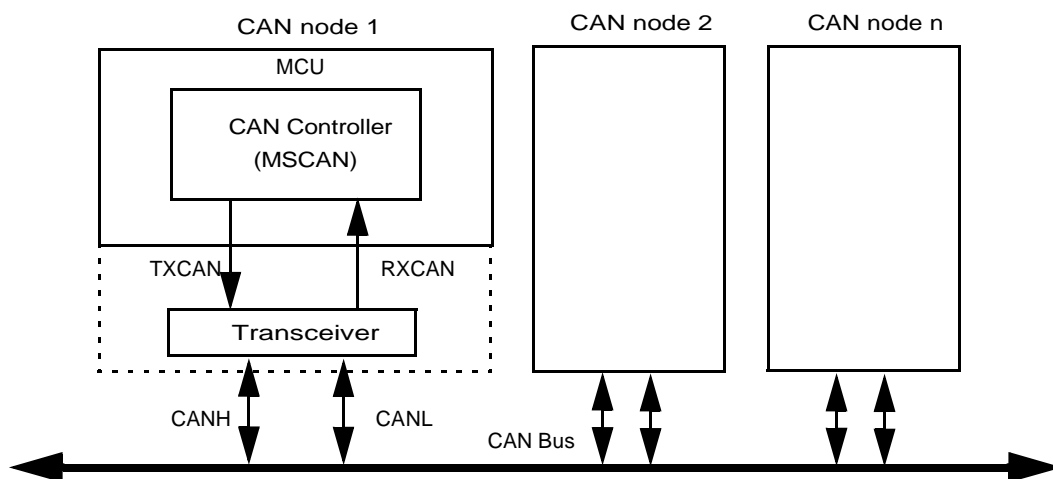 CAN node 1
CAN node 2
CAN node n
MCU
CAN Controller
(MSCAN)
TXCAN
RXCAN
Transceiver
CANH
CANL
CAN Bus